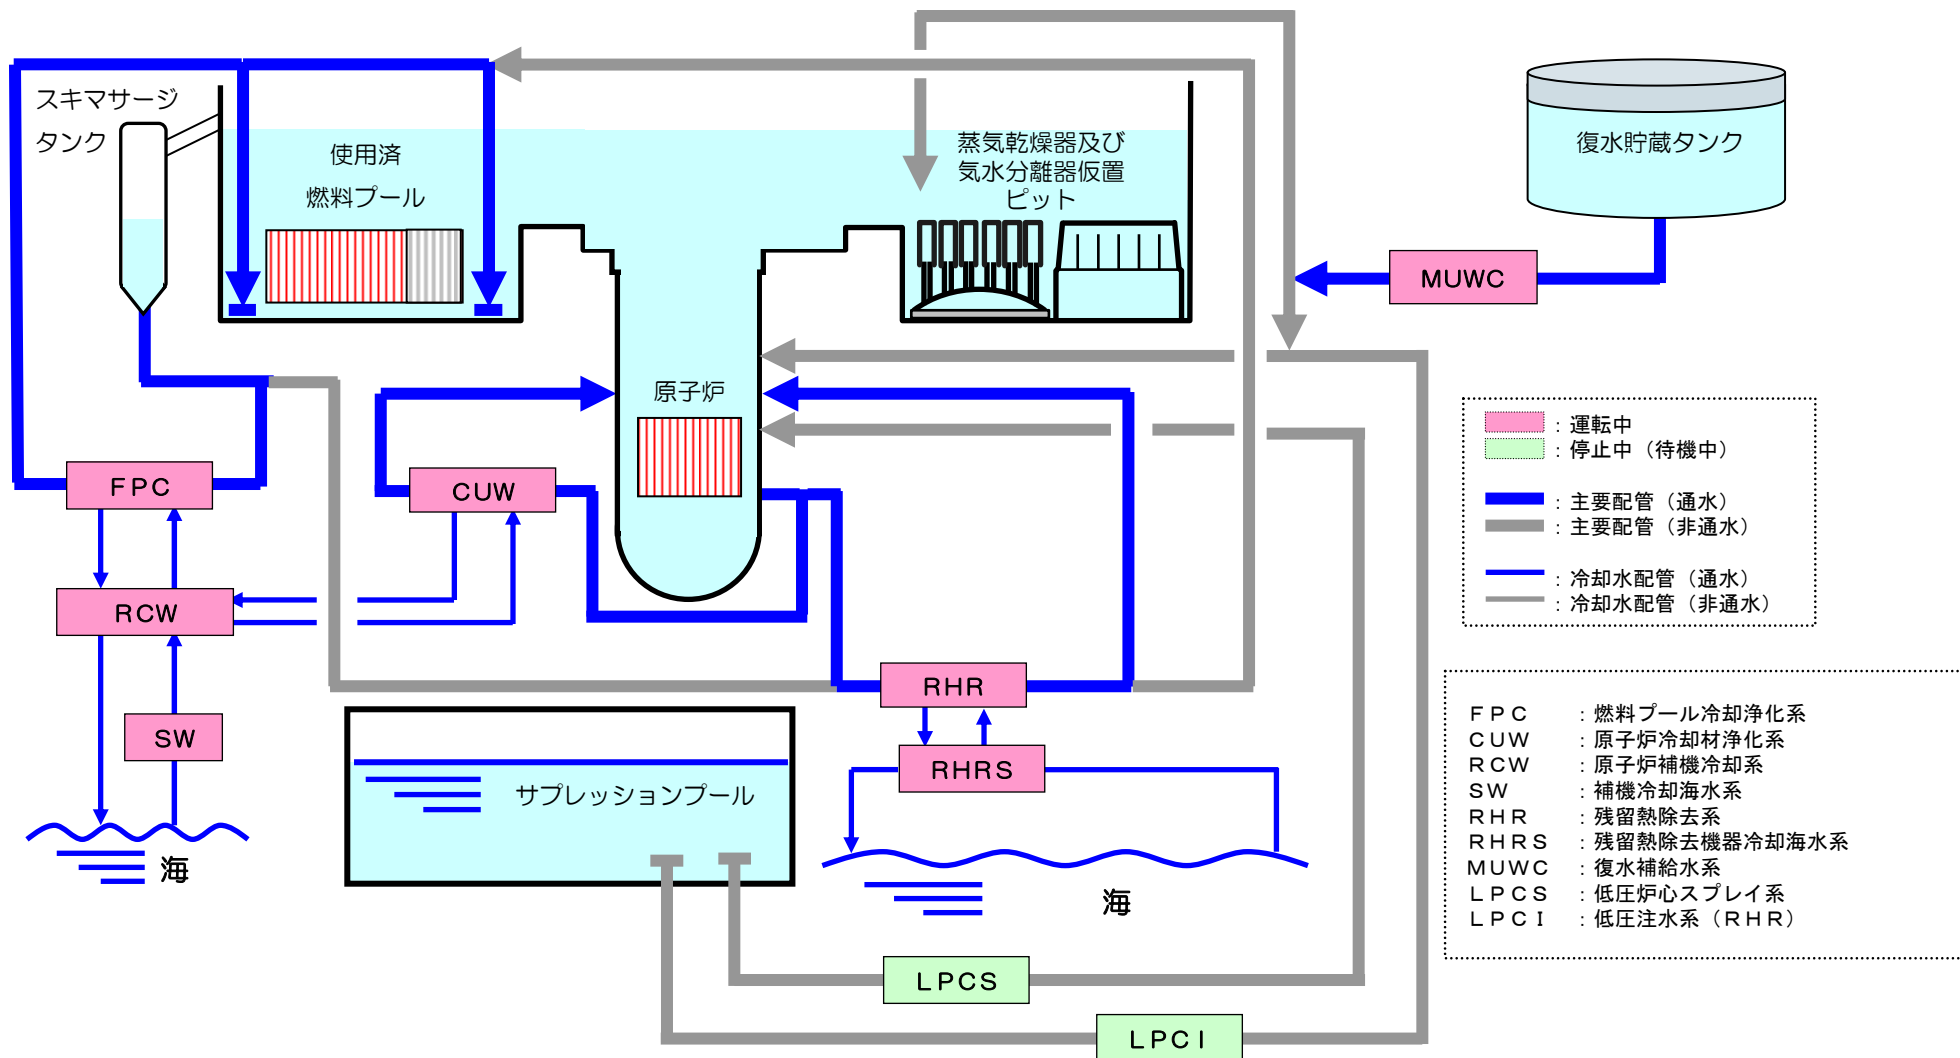 スキマサージ
タンク
使用済
燃料プール
蒸気乾燥器及び
気水分離器仮置
ピット
復水貯蔵タンク
MUWC
原子炉
FPC
CUW
RCW
SW
RHR
RHRS
サプレッションプール
海
海
LPCS
LPCI
：運転中
：停止中（待機中）
：主要配管（通水）
：主要配管（非通水）
：冷却水配管（通水）
：冷却水配管（非通水）
FPC ：燃料プール冷却浄化系
CUW ：原子炉冷却材浄化系
RCW ：原子炉補機冷却系
SW ：補機冷却海水系
RHR ：残留熱除去系
RHRS ：残留熱除去機器冷却海水系
MUWC ：復水補給水系
LPCS ：低圧炉心スプレイ系
LPCI ：低圧注水系（RHR）